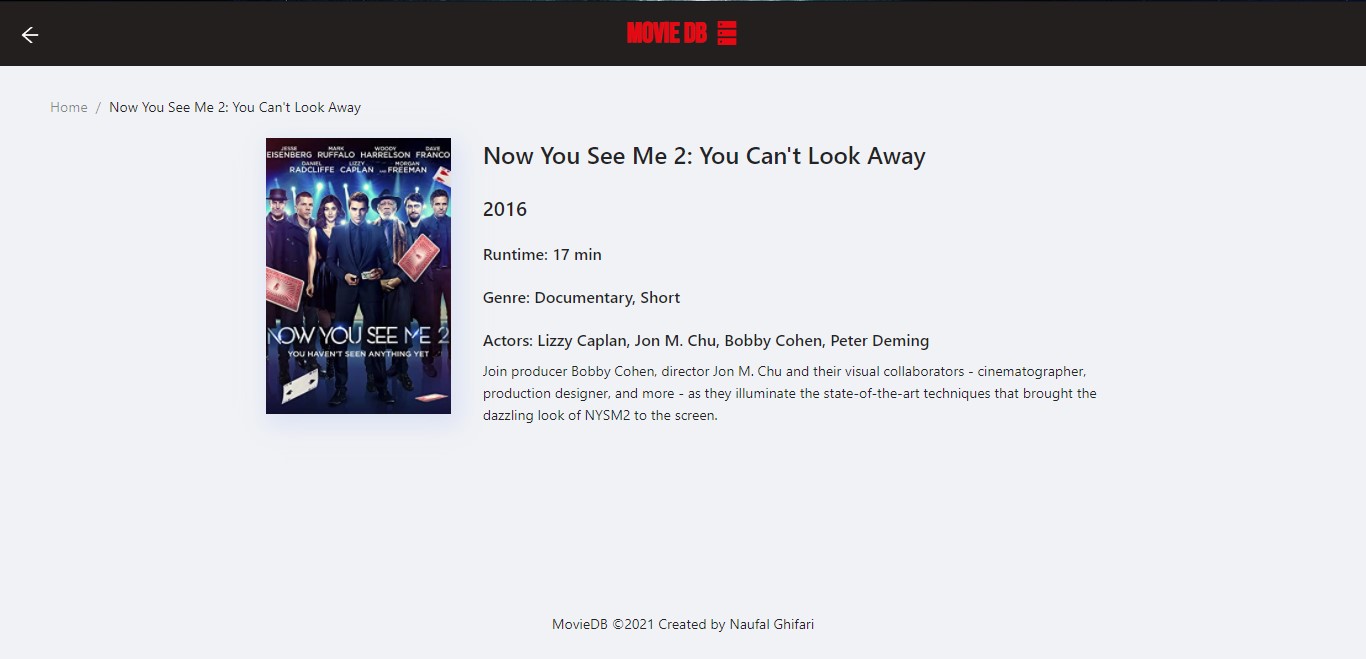 MOVIE DB
Home / Now You See Me 2: You Can't Look Away
JESSE EISENBERG MARK RUFFALO WOODY HARRELSON DAVE FRANCO
DANIEL RADCLIFFE LIZZY CAPLAN AND MORGAN FREEMAN
NOW YOU SEE ME 2
YOU HAVEN'T SEEN ANYTHING YET
Now You See Me 2: You Can't Look Away
2016
Runtime: 17 min
Genre: Documentary, Short
Actors: Lizzy Caplan, Jon M. Chu, Bobby Cohen, Peter Deming
Join producer Bobby Cohen, director Jon M. Chu and their visual collaborators - cinematographer,
production designer, and more - as they illuminate the state-of-the-art techniques that brought the
dazzling look of NYSM2 to the screen.
MovieDB ©2021 Created by Naufal Ghifari